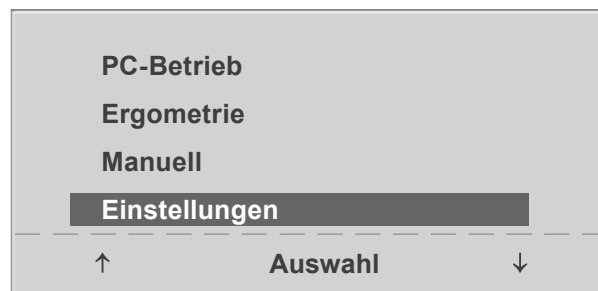 PC-Betrieb
Ergometrie
Manuell
Einstellungen
↑ Auswahl ↓